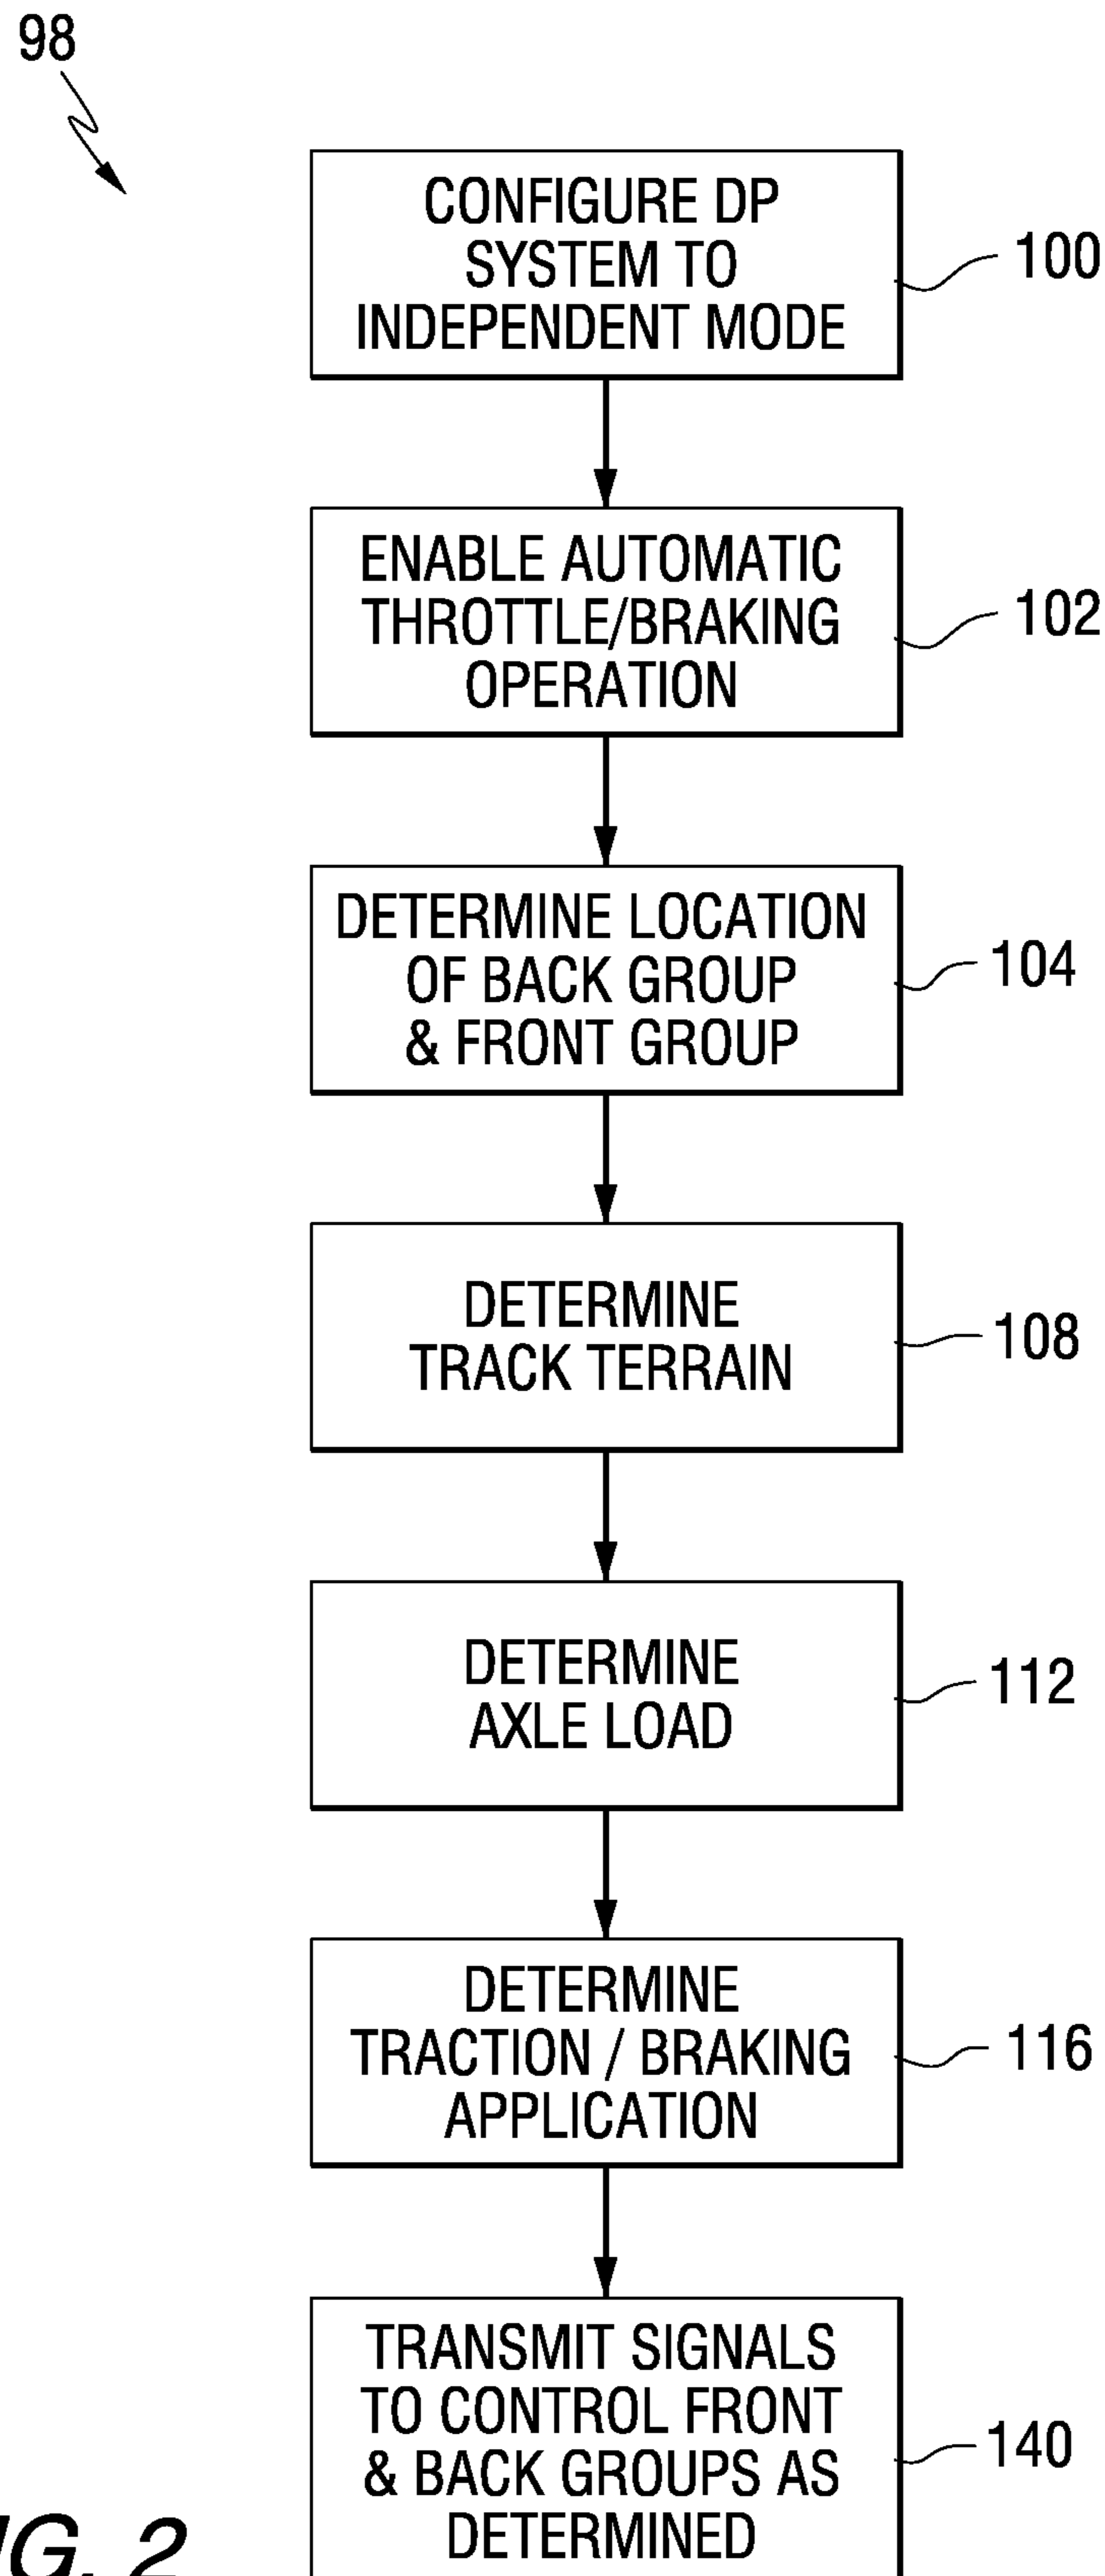 98
CONFIGURE DP
SYSTEM TO
INDEPENDENT MODE
100
ENABLE AUTOMATIC
THROTTLE/BRAKING
OPERATION
102
DETERMINE LOCATION
OF BACK GROUP
& FRONT GROUP
104
DETERMINE
TRACK TERRAIN
108
DETERMINE
AXLE LOAD
112
DETERMINE
TRACTION / BRAKING
APPLICATION
116
TRANSMIT SIGNALS
TO CONTROL FRONT
& BACK GROUPS AS
DETERMINED
140
2